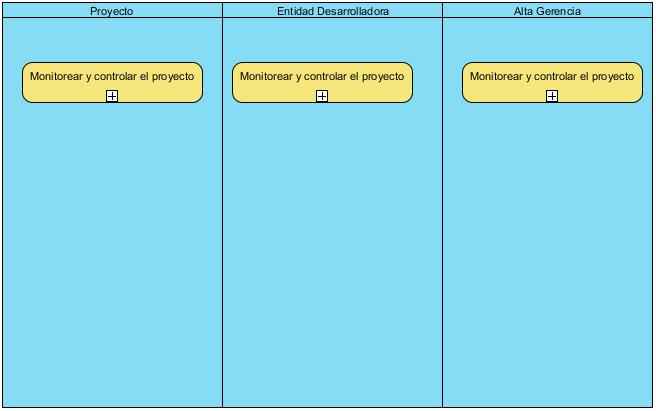 Proyecto
Entidad Desarrolladora
Alta Gerencia
Monitorear y controlar el proyecto
Monitorear y controlar el proyecto
Monitorear y controlar el proyecto